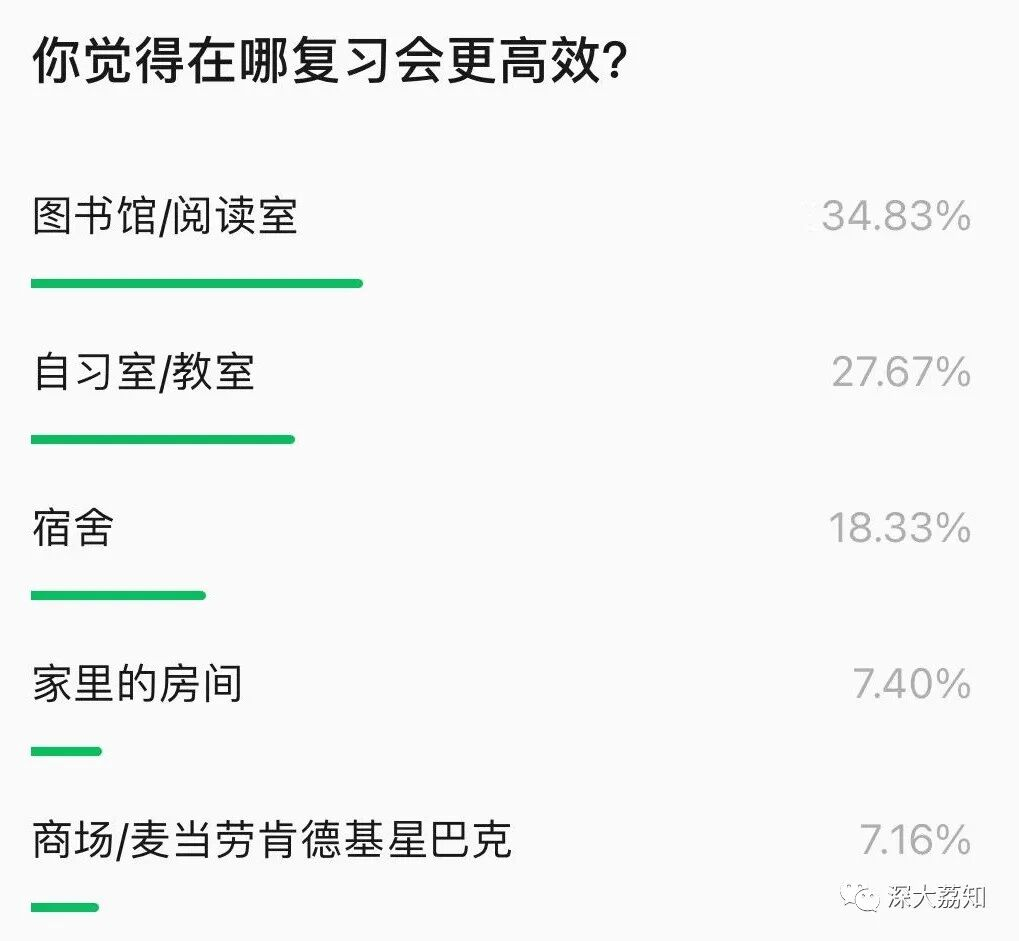 你觉得在哪复习会更高效?
图书馆/阅读室 34.83%
自习室/教室 27.67%
宿舍 18.33%
家里的房间 7.40%
商场/麦当劳肯德基星巴克 7.16%
深大荔知